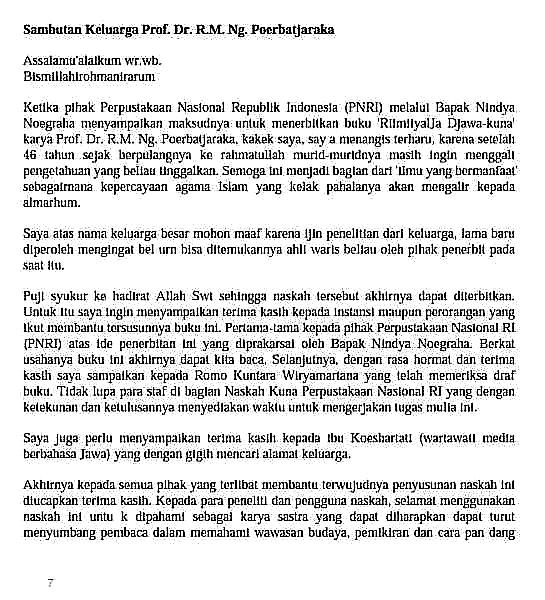 Sambutan Keluarga Prof. Dr. R.M. Ng. Poerbatjaraka
Assalamu'alaikum wr.wb.
Bismillahirohmanirarum
Ketika pihak Perpustakaan Nasional Republik Indonesia (PNRI) melalui Bapak Nindya
Noegraha menyampaikan maksudnya untuk menerbitkan buku 'RiimiiyaiJa Djawa-kuna'
karya Prof. Dr. R.M. Ng. Poerbatjaraka, kakek saya, say a menangis terharu, karena setelah
46 tahun sejak berpulangnya ke rahmatullah murid-muridnya masih ingin menggali
pengetahuan yang beliau tinggalkan. Semoga ini menjadi bagian dari 'ilmu yang bermanfaat'
sebagaimana kepercayaan agama Islam yang kelak pahalanya akan mengalir kepada
almarhum.
Saya atas nama keluarga besar mohon maaf karena ijin penelitian dari keluarga, lama baru
diperoleh mengingat bel urn bisa ditemukannya ahli waris beliau oleh pihak penerbit pada
saat itu.
Puji syukur ke hadirat Allah Swt sehingga naskah tersebut akhirnya dapat diterbitkan.
Untuk itu saya ingin menyampaikan terima kasih kepada instansi maupun perorangan yang
ikut membantu tersusunnya buku ini. Pertama-tama kepada pihak Perpustakaan Nasional RI
(PNRI) atas ide penerbitan ini yang diprakarsai oleh Bapak Nindya Noegraha. Berkat
usahanya buku ini akhirnya dapat kita baca. Selanjutnya, dengan rasa hormat dan terima
kasih saya sampaikan kepada Romo Kuntara Wiryamartana yang telah memeriksa draf
buku. Tidak lupa para staf di bagian Naskah Kuna Perpustakaan Nasional RI yang dengan
ketekunan dan ketulusannya menyediakan waktu untuk mengerjakan tugas mulia ini.
Saya juga perlu menyampaikan terima kasih kepada ibu Koesbartati (wartawati media
berbahasa Jawa) yang dengan gigih mencari alamat keluarga.
Akhirnya kepada semua pihak yang terlibat membantu terwujudnya penyusunan naskah ini
diucapkan terima kasih. Kepada para peneliti dan pengguna naskah, selamat menggunakan
naskah ini untu k dipahami sebagai karya sastra yang dapat diharapkan dapat turut
menyumbang pembaca dalam memahami wawasan budaya, pemikiran dan cara pan dang
7